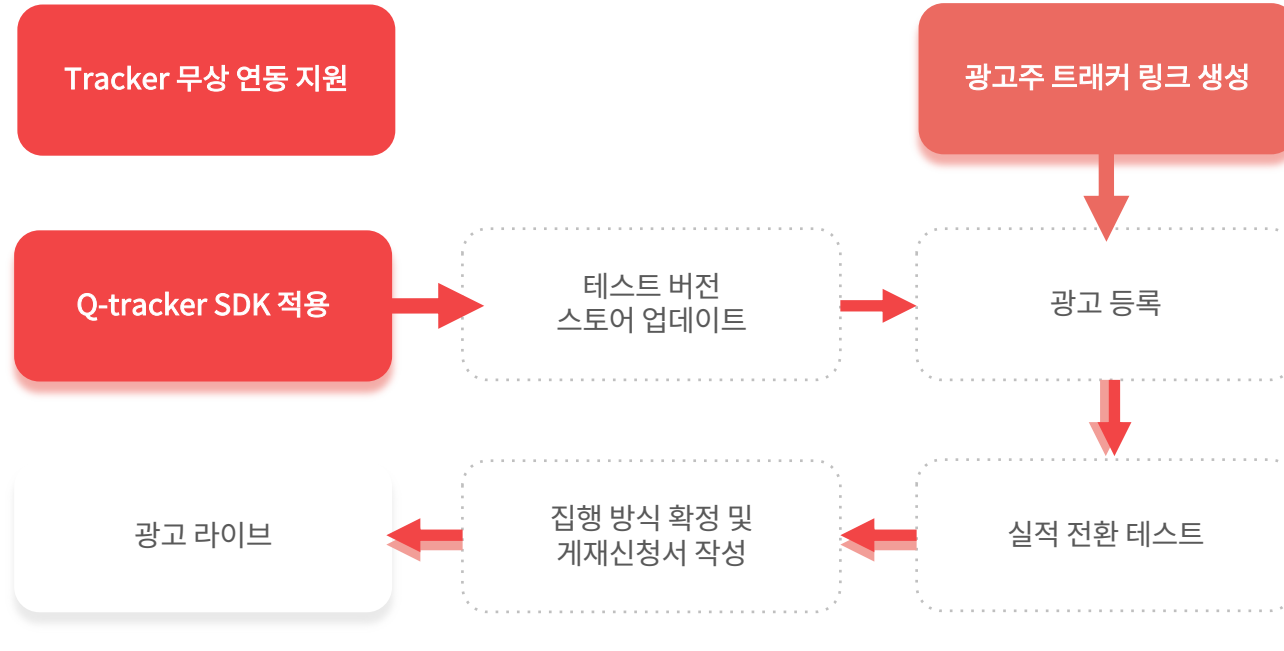 Tracker 무상 연동 지원
광고주 트래커 링크 생성
Q-tracker SDK 적용
테스트 버전
스토어 업데이트
광고 등록
광고 라이브
집행 방식 확정 및
게재신청서 작성
실적 전환 테스트